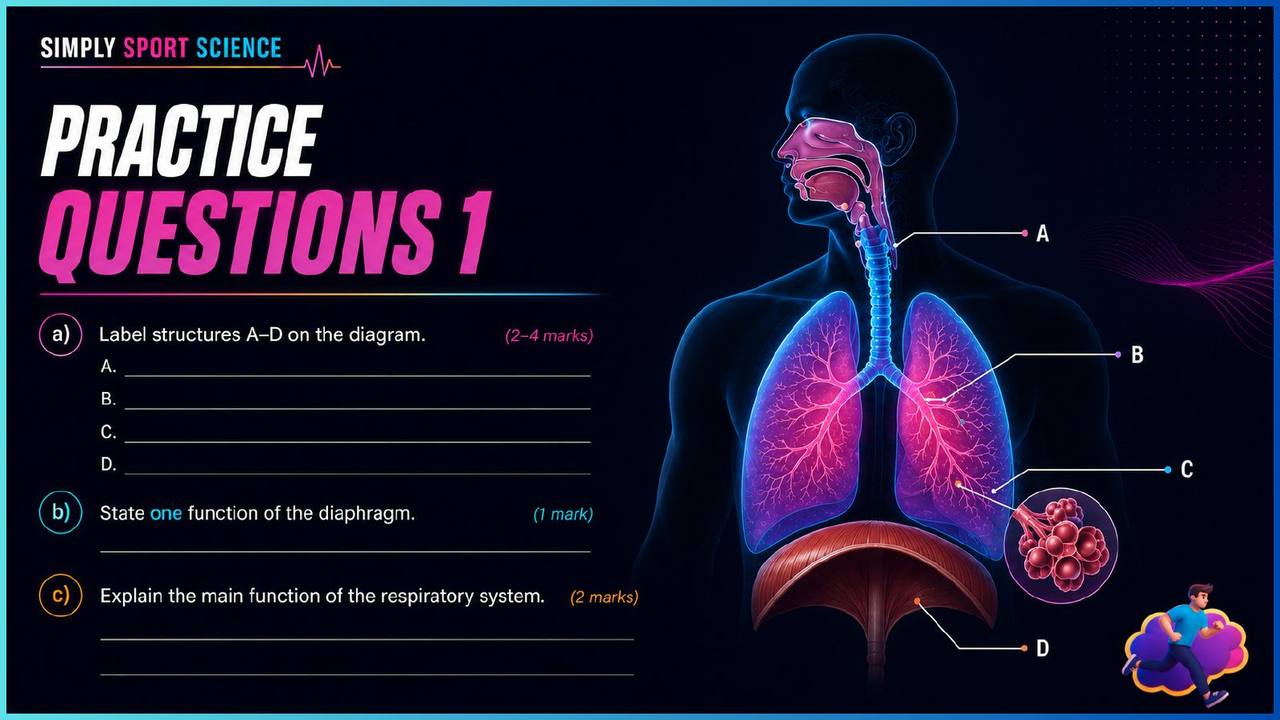 SIMPLY SPORT SCIENCE
PRACTICE
QUESTIONS 1
a) Label structures A–D on the diagram. (2–4 marks)
A.
B.
C.
D.
b) State one function of the diaphragm. (1 mark)
c) Explain the main function of the respiratory system. (2 marks)
A
B
C
D